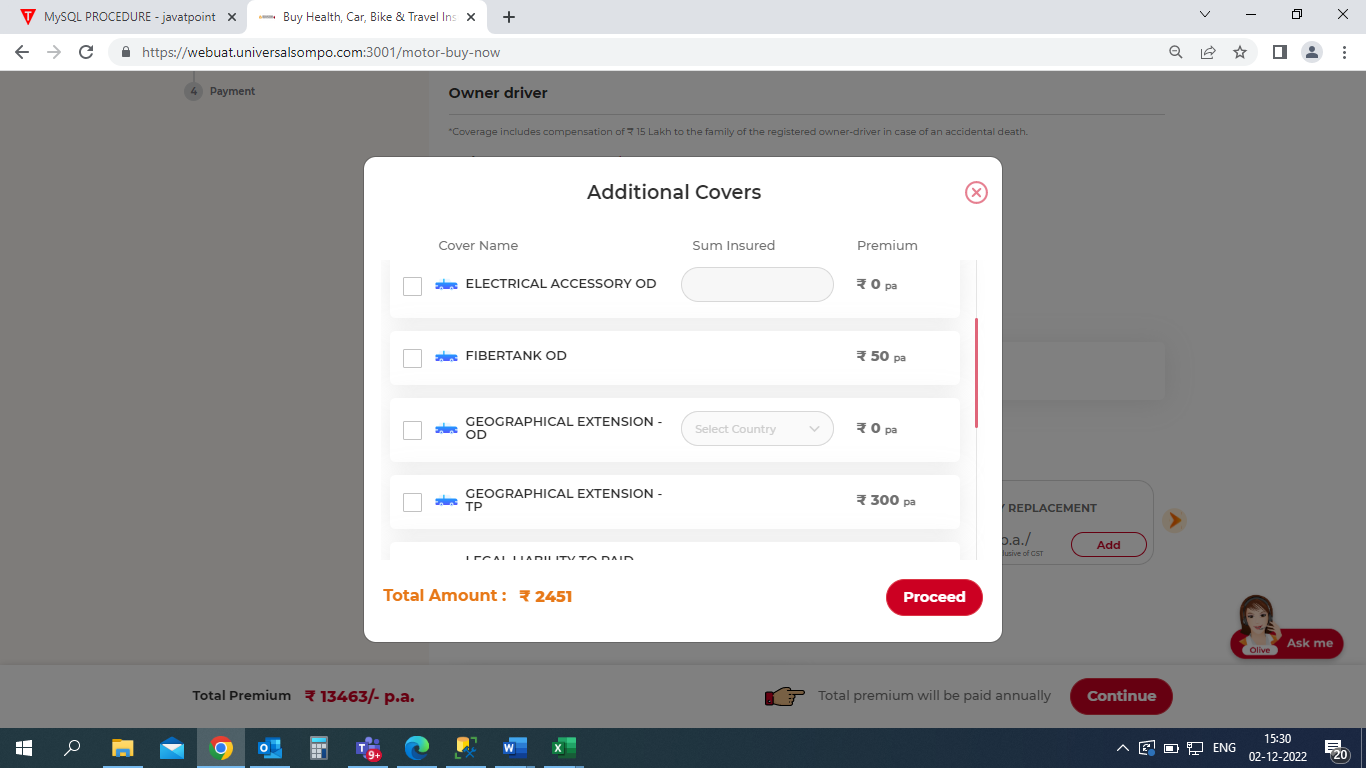 MySQL PROCEDURE - javatpoint
Buy Health, Car, Bike & Travel Ins
https://webuat.universalsompo.com:3001/motor-buy-now
4 Payment
Owner driver
*Coverage includes compensation of ₹ 15 Lakh to the family of the registered owner-driver in case of an accidental death.
Additional Covers
Cover Name Sum Insured Premium
ELECTRICAL ACCESSORY OD ₹ 0 pa
FIBERTANK OD ₹ 50 pa
GEOGRAPHICAL EXTENSION -
OD
Select Country
₹ 0 pa
GEOGRAPHICAL EXTENSION -
TP
₹ 300 pa
LEGAL LIABILITY TO PAID
REPLACEMENT
p.a./
lusive of GST
Add
Total Amount : ₹ 2451
Proceed
Olive
Ask me
Total Premium ₹ 13463/- p.a.
Total premium will be paid annually
Continue
9+
ENG
15:30
02-12-2022
20